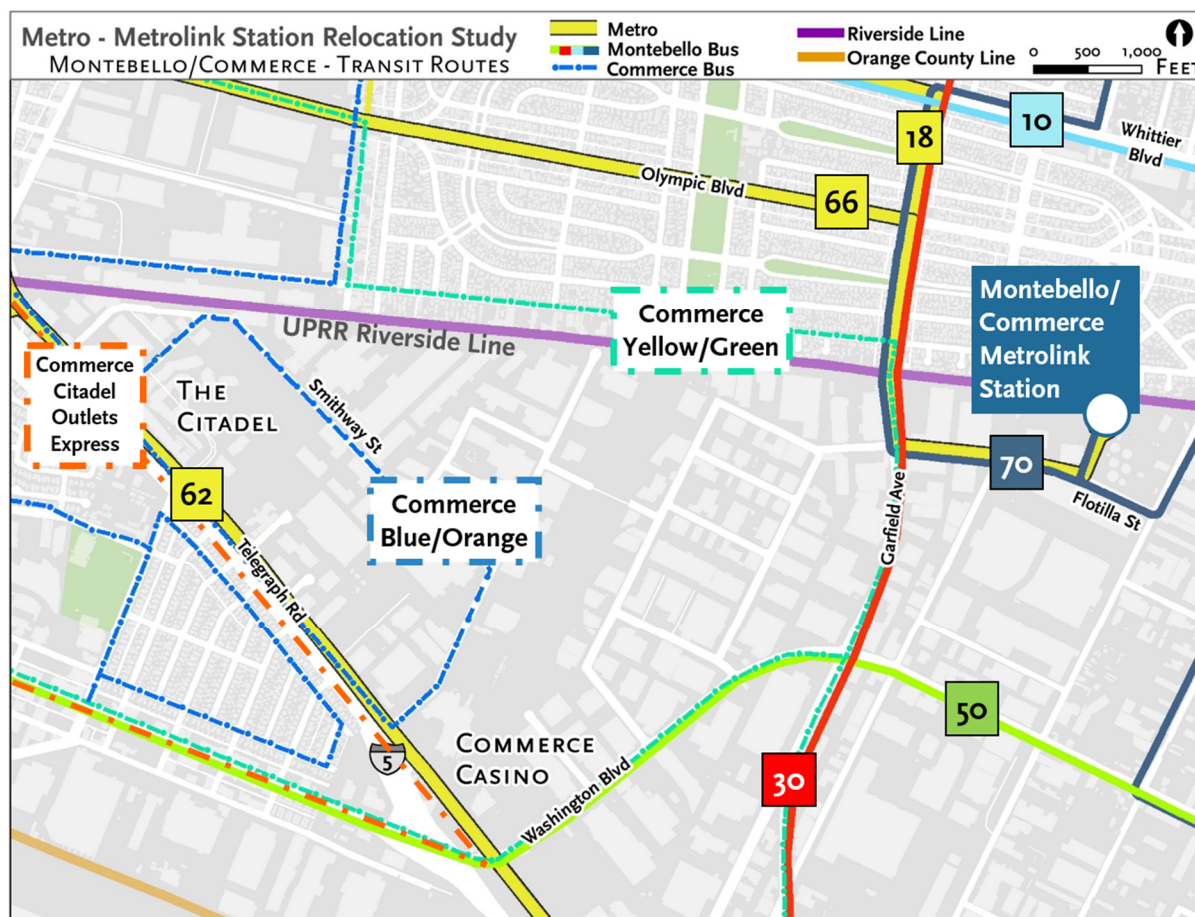 Metro - Metrolink Station Relocation Study
MONTEBELLO/COMMERCE - TRANSIT ROUTES
Metro
Montebello Bus
Commerce Bus
Riverside Line
Orange County Line
0 500 1,000
FEET
18
10
Whittier
Blvd
Olympic Blvd
66
Montebello/
Commerce
Metrolink
Station
UPRR Riverside Line
Commerce
Yellow/Green
Commerce
Citadel
Outlets
Express
THE
CITADEL
Smithway St
62
Commerce
Blue/Orange
70
Flotilla St
Garfield Ave
Telegraph Rd
50
5
COMMERCE
CASINO
Washington Blvd
30